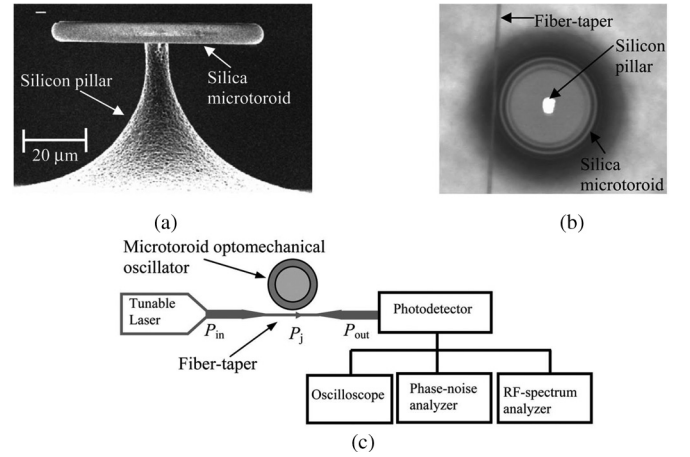 Silicon pillar
Silica
microtoroid
20 μm
(a)
Fiber-taper
Silicon
pillar
Silica
microtoroid
(b)
Microtoroid optomechanical
oscillator
Tunable
Laser
Pin
Fiber-taper
Pj
Pout
Photodetector
Oscilloscope
Phase-noise
analyzer
RF-spectrum
analyzer
(c)